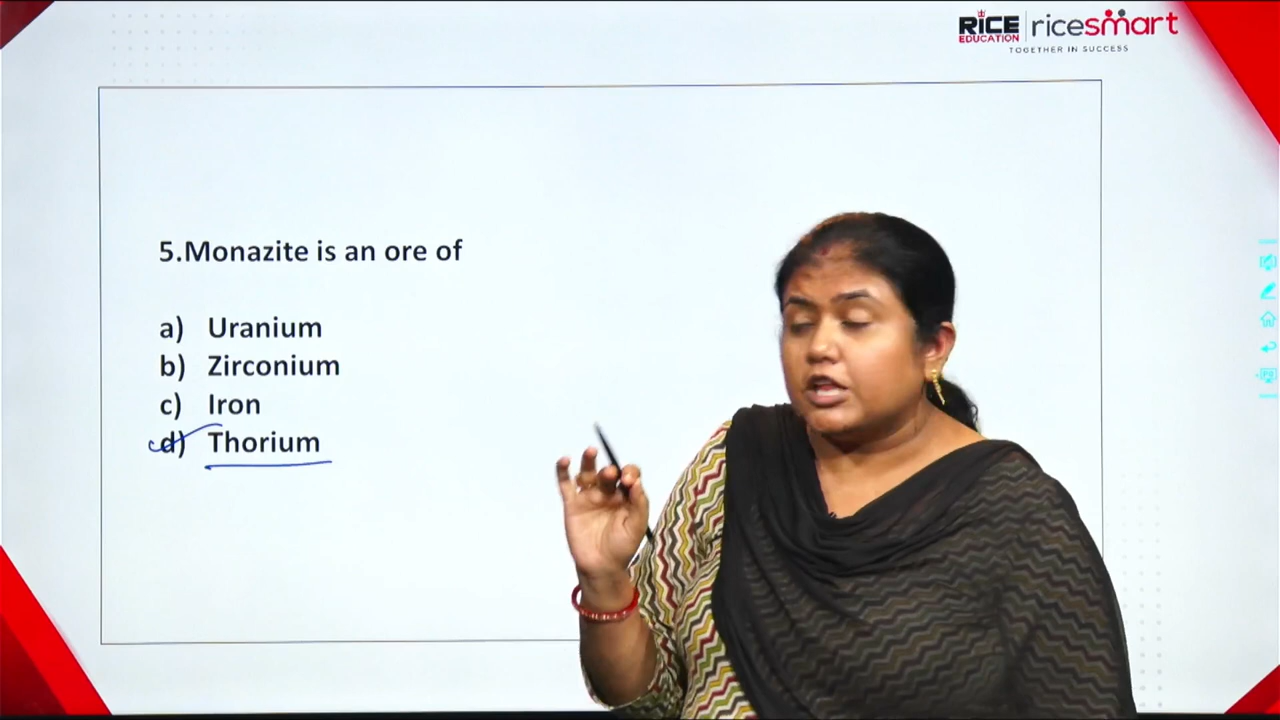 RICE EDUCATION ricesmart
TOGETHER IN SUCCESS
5.Monazite is an ore of
a) Uranium
b) Zirconium
c) Iron
d) Thorium